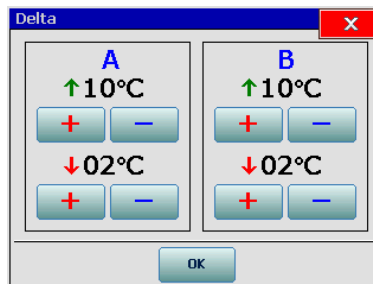 Delta X
A B
↑10°C ↑10°C
+ − + −
↓02°C ↓02°C
+ − + −
OK